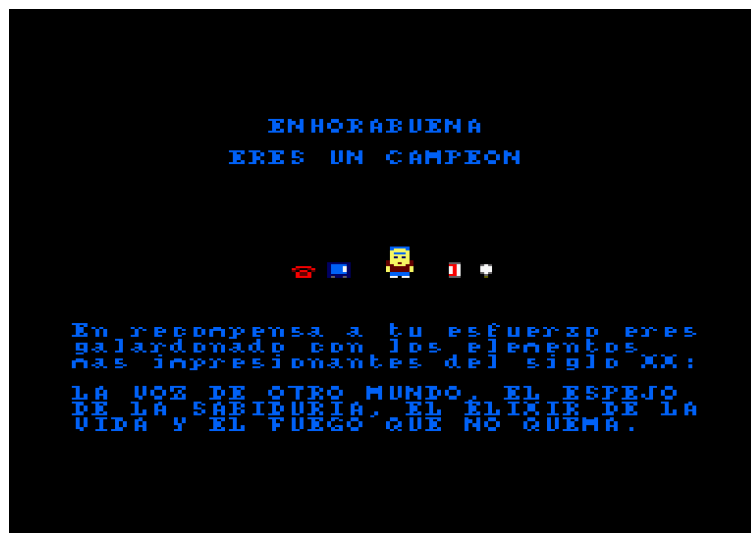 ENHORABUENA
ERES UN CAMPEON
En recompensa a tu esfuerzo eres
galardonado con los elementos
mas impresionantes del siglo XX:
LA VOZ DE OTRO MUNDO, EL ESPEJO
DE LA SABIDURIA, EL ELIXIR DE LA
VIDA Y EL FUEGO QUE NO QUEMA.